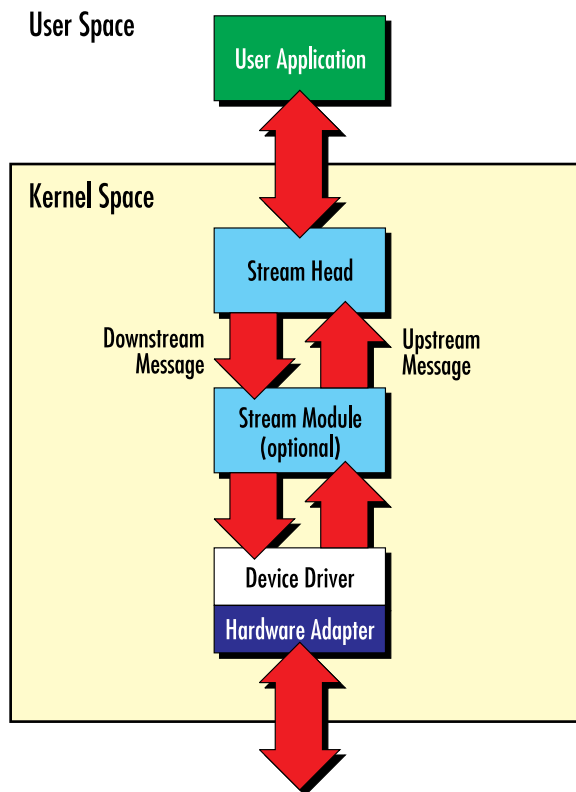 User Space
User Application
Kernel Space
Stream Head
Downstream
Message
Upstream
Message
Stream Module
(optional)
Device Driver
Hardware Adapter